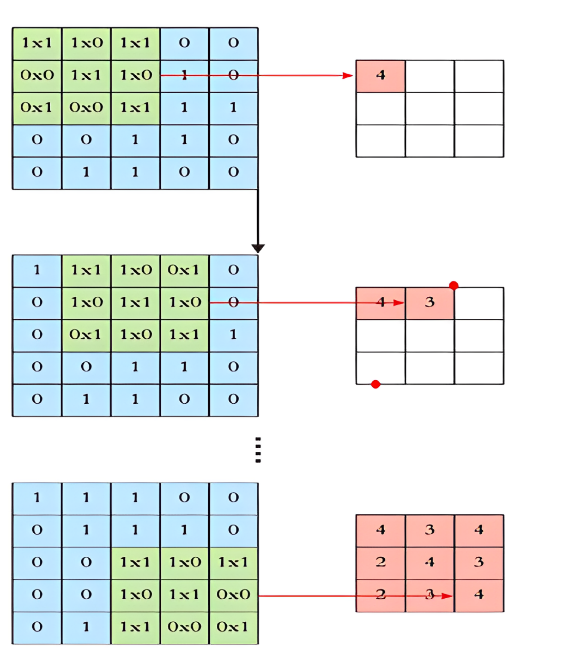 1x1 1x0 1x1 0 0
0x0 1x1 1x0 1 0 4
0x1 0x0 1x1 1 1
0 0 1 1 0
0 1 1 0 0
1 1x1 1x0 0x1 0
0 1x0 1x1 1x0 0 4 3
0 0x1 1x0 1x1 1
0 0 1 1 0
0 1 1 0 0
1 1 1 0 0
0 1 1 1 0 4 3 4
0 0 1x1 1x0 1x1 2 4 3
0 0 1x0 1x1 0x0 2 3 4
0 1 1x1 0x0 0x1